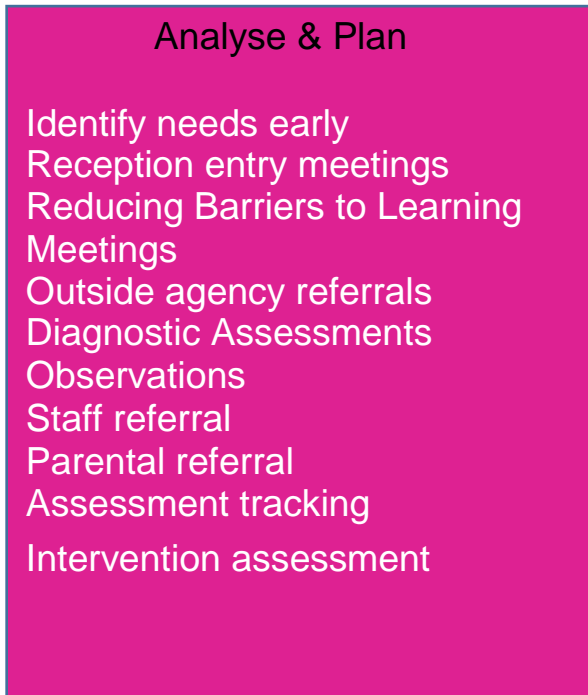 Analyse & Plan
Identify needs early
Reception entry meetings
Reducing Barriers to Learning
Meetings
Outside agency referrals
Diagnostic Assessments
Observations
Staff referral
Parental referral
Assessment tracking
Intervention assessment